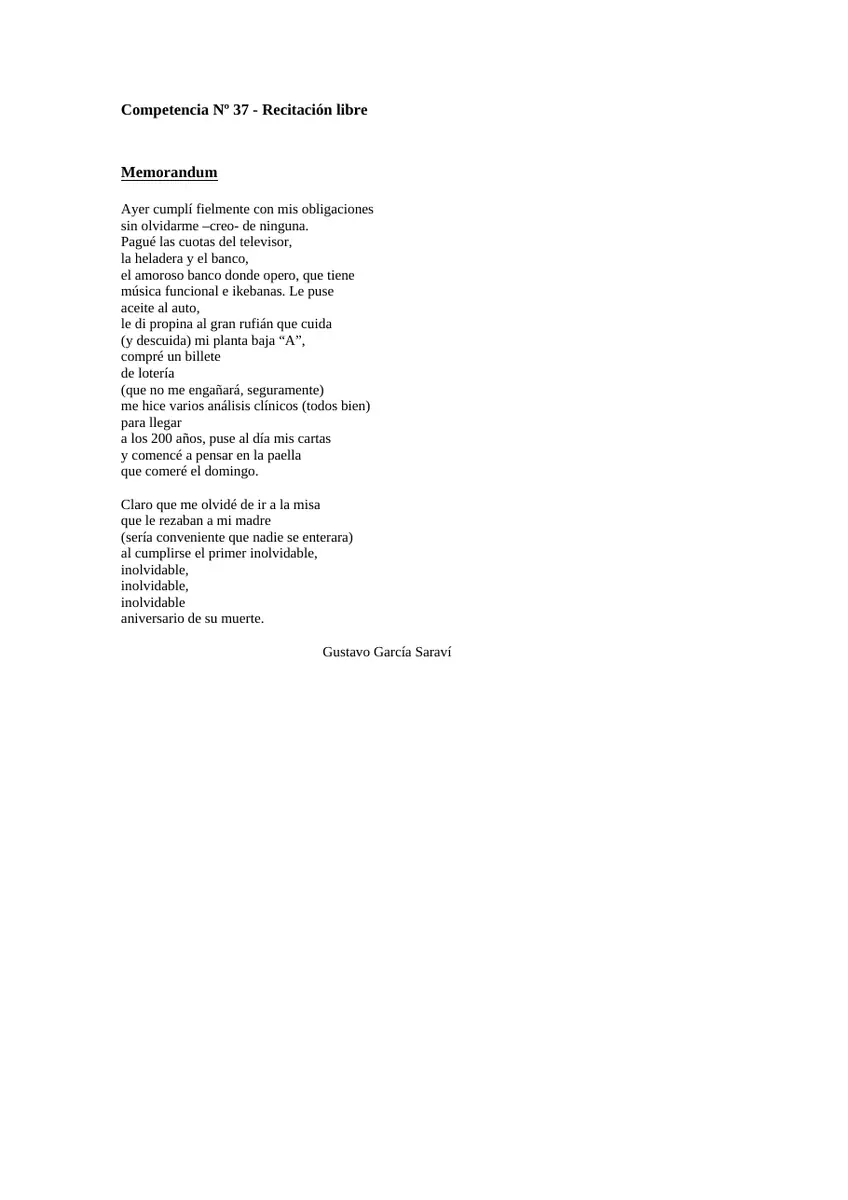 Competencia Nº 37 - Recitación libre
Memorandum
Ayer cumplí fielmente con mis obligaciones
sin olvidarme –creo- de ninguna.
Pagué las cuotas del televisor,
la heladera y el banco,
el amoroso banco donde opero, que tiene
música funcional e ikebanas. Le puse
aceite al auto,
le di propina al gran rufián que cuida
(y descuida) mi planta baja “A”,
compré un billete
de lotería
(que no me engañará, seguramente)
me hice varios análisis clínicos (todos bien)
para llegar
a los 200 años, puse al día mis cartas
y comencé a pensar en la paella
que comeré el domingo.
Claro que me olvidé de ir a la misa
que le rezaban a mi madre
(sería conveniente que nadie se enterara)
al cumplirse el primer inolvidable,
inolvidable,
inolvidable,
inolvidable
aniversario de su muerte.
Gustavo García Saraví